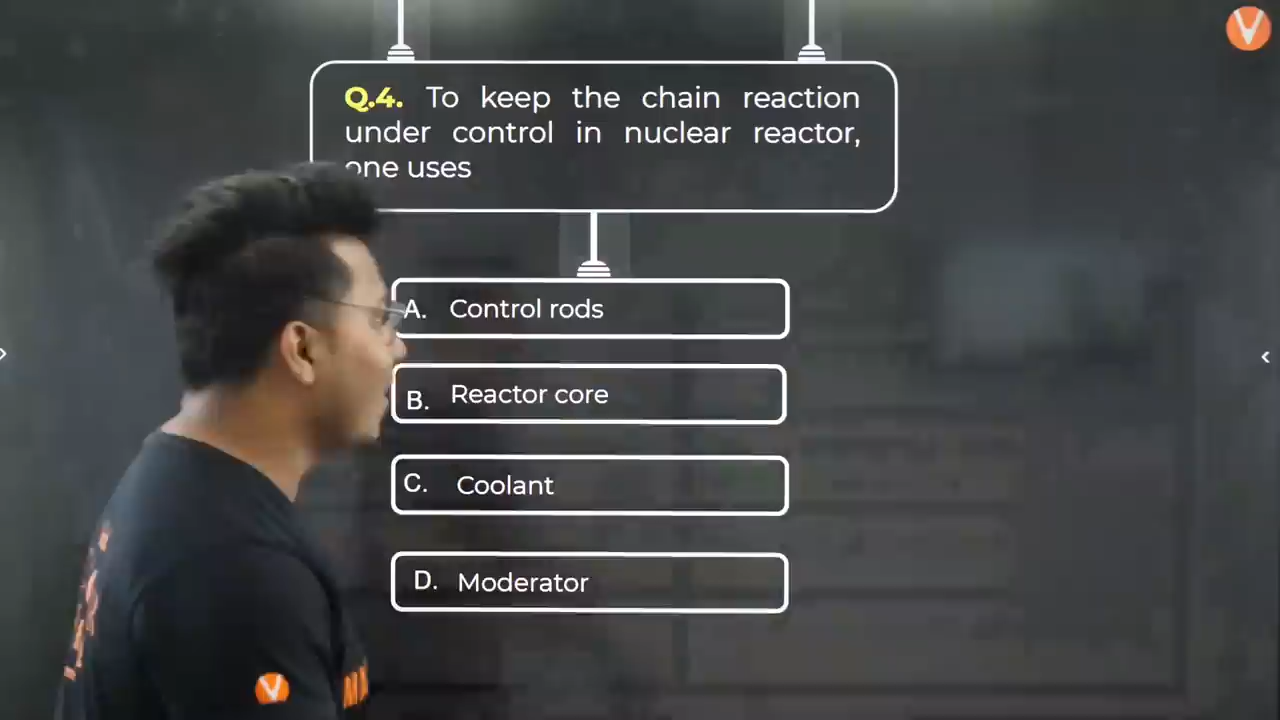 Q.4. To keep the chain reaction
under control in nuclear reactor,
one uses
A. Control rods
B. Reactor core
C. Coolant
D. Moderator